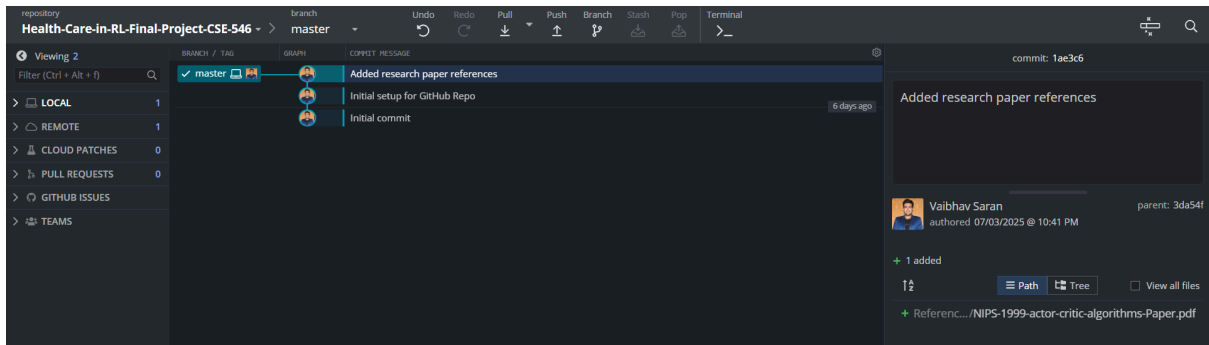 repository
Health-Care-in-RL-Final-Project-CSE-546
branch
master
Undo
Redo
Pull
Push
Branch
Stash
Pop
Terminal
Viewing 2
Filter (Ctrl + Alt + f)
LOCAL 1
REMOTE 1
CLOUD PATCHES 0
PULL REQUESTS 0
GITHUB ISSUES
TEAMS
BRANCH / TAG
GRAPH
COMMIT MESSAGE
master
Added research paper references
Initial setup for GitHub Repo
6 days ago
Initial commit
commit: 1ae3c6
Added research paper references
Vaibhav Saran
parent: 3da54f
authored 07/03/2025 @ 10:41 PM
+ 1 added
Path
Tree
View all files
+ Referenc.../NIPS-1999-actor-critic-algorithms-Paper.pdf